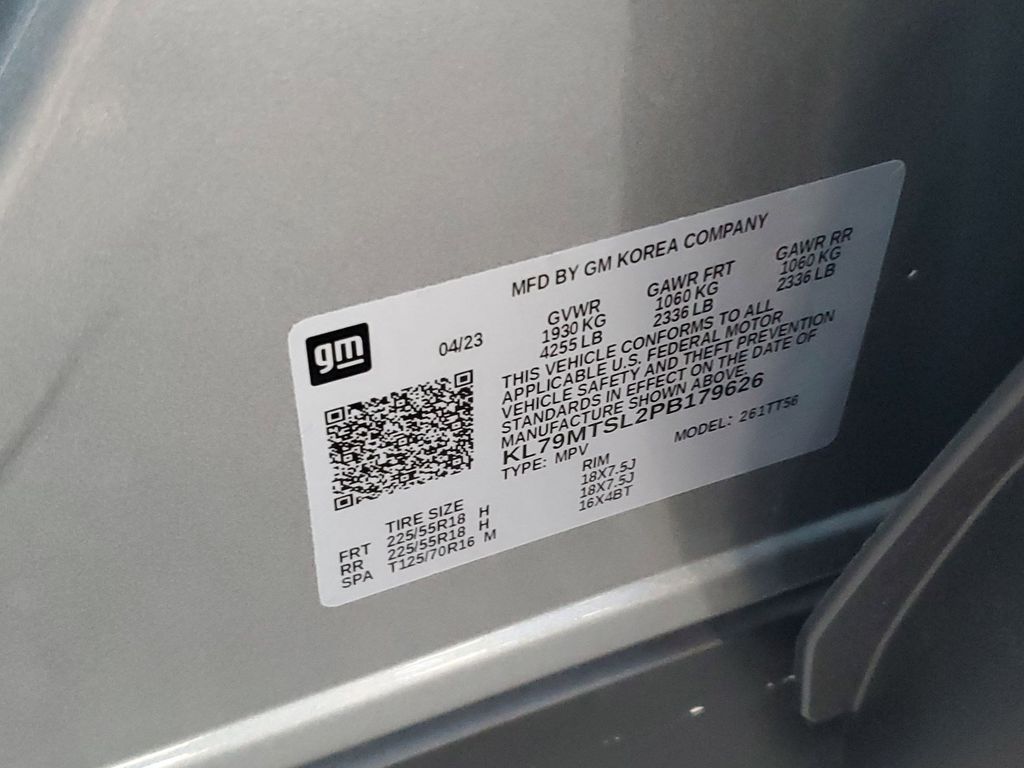 gm
MFD BY GM KOREA COMPANY
04/23
GVWR GAWR FRT GAWR RR
1930 KG 1060 KG 1060 KG
4255 LB 2336 LB 2336 LB
THIS VEHICLE CONFORMS TO ALL
APPLICABLE U.S. FEDERAL MOTOR
VEHICLE SAFETY AND THEFT PREVENTION
STANDARDS IN EFFECT ON THE DATE OF
MANUFACTURE SHOWN ABOVE.
KL79MTSL2PB179626
TYPE: MPV MODEL: 261TT56
TIRE SIZE RIM
FRT 225/55R18 H 18X7.5J
RR 225/55R18 H 18X7.5J
SPA T125/70R16 M 16X4BT